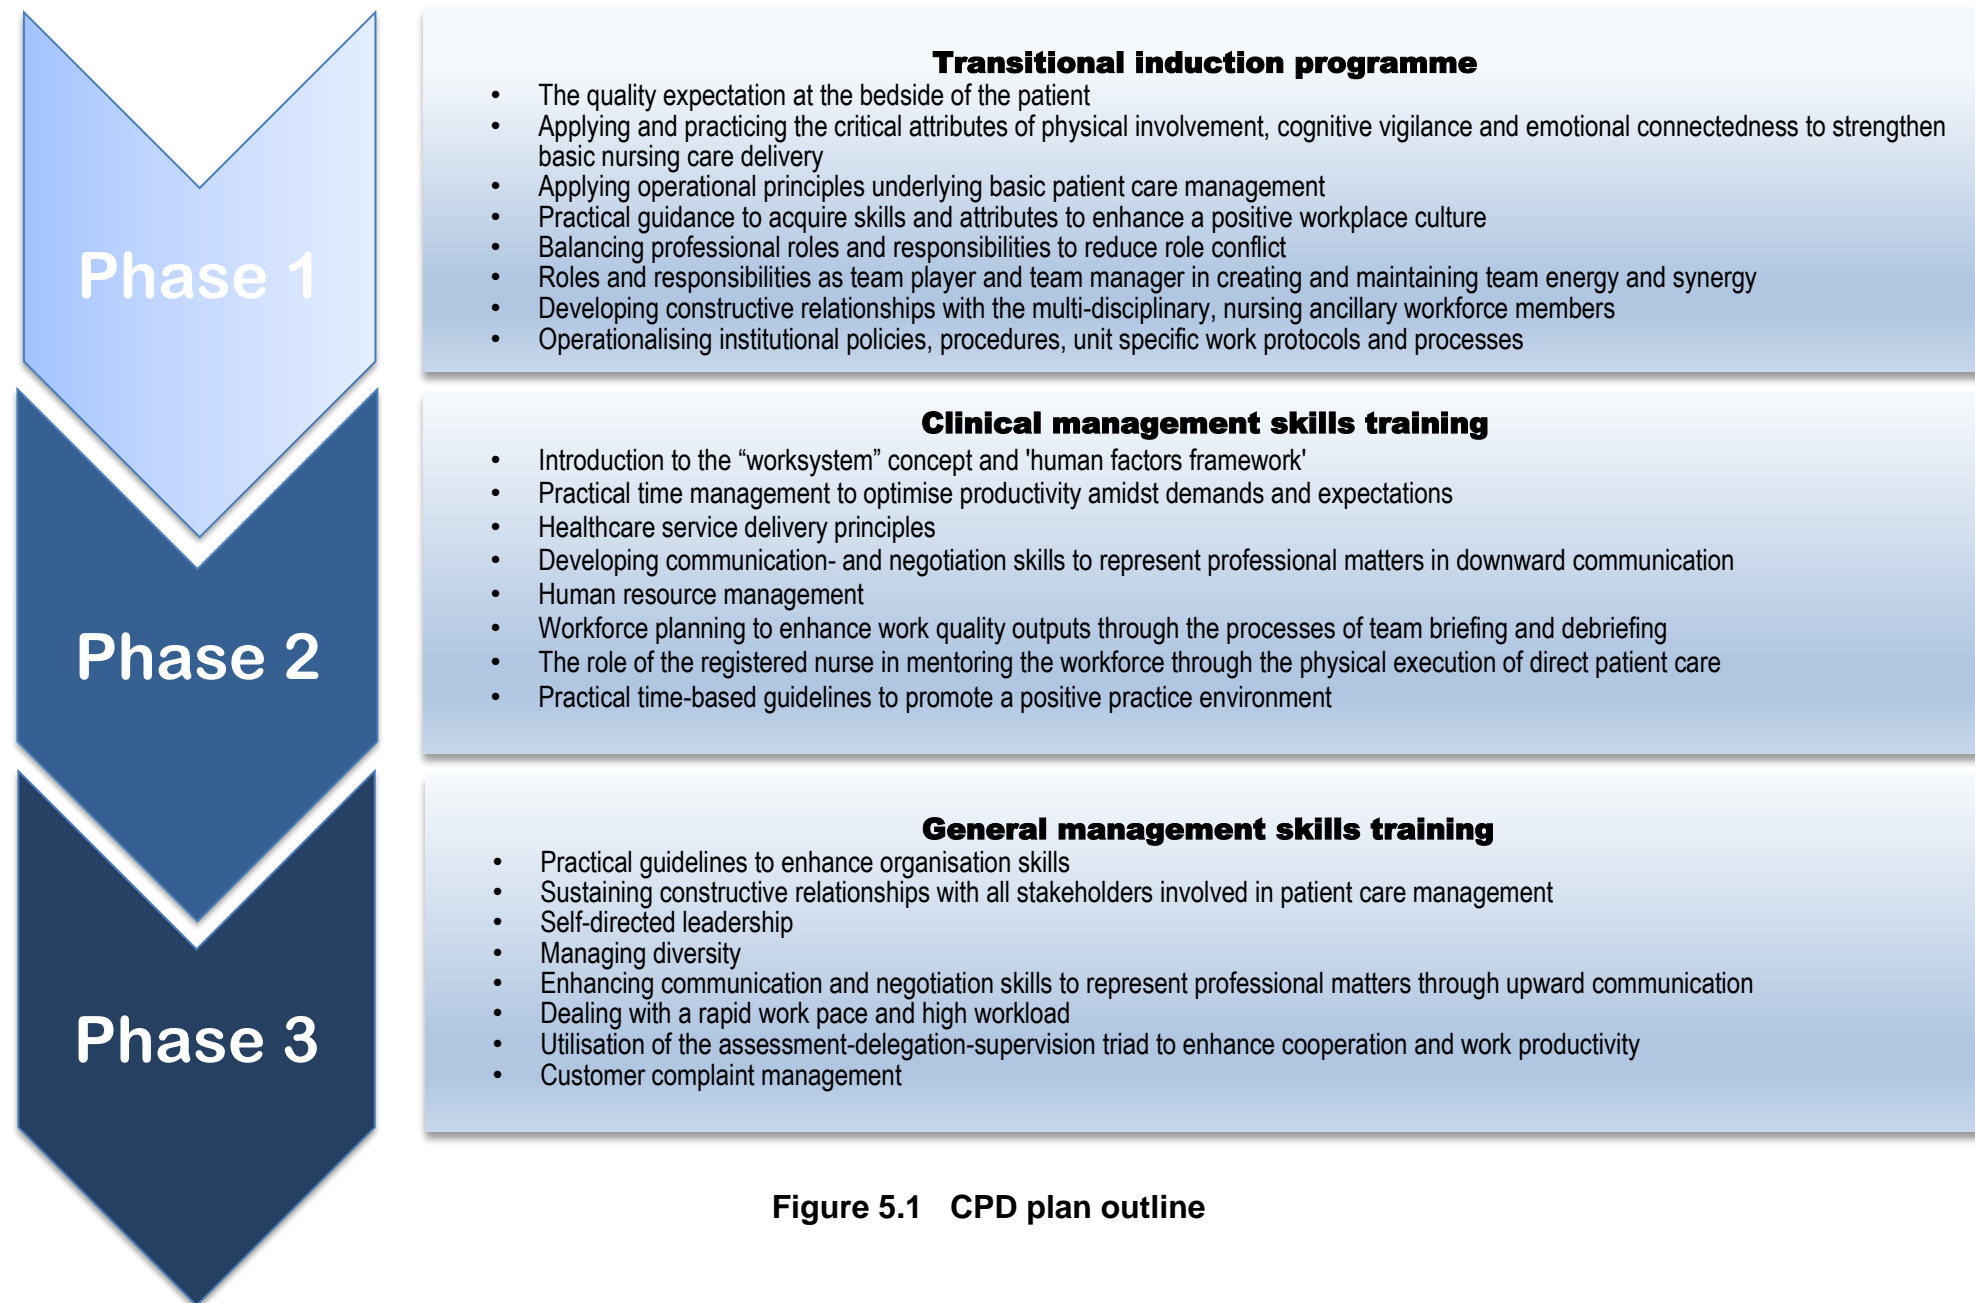 Phase 1
Transitional induction programme
• The quality expectation at the bedside of the patient
• Applying and practicing the critical attributes of physical involvement, cognitive vigilance and emotional connectedness to strengthen
basic nursing care delivery
• Applying operational principles underlying basic patient care management
• Practical guidance to acquire skills and attributes to enhance a positive workplace culture
• Balancing professional roles and responsibilities to reduce role conflict
• Roles and responsibilities as team player and team manager in creating and maintaining team energy and synergy
• Developing constructive relationships with the multi-disciplinary, nursing ancillary workforce members
• Operationalising institutional policies, procedures, unit specific work protocols and processes
Phase 2
Clinical management skills training
• Introduction to the “worksystem” concept and 'human factors framework'
• Practical time management to optimise productivity amidst demands and expectations
• Healthcare service delivery principles
• Developing communication- and negotiation skills to represent professional matters in downward communication
• Human resource management
• Workforce planning to enhance work quality outputs through the processes of team briefing and debriefing
• The role of the registered nurse in mentoring the workforce through the physical execution of direct patient care
• Practical time-based guidelines to promote a positive practice environment
Phase 3
General management skills training
• Practical guidelines to enhance organisation skills
• Sustaining constructive relationships with all stakeholders involved in patient care management
• Self-directed leadership
• Managing diversity
• Enhancing communication and negotiation skills to represent professional matters through upward communication
• Dealing with a rapid work pace and high workload
• Utilisation of the assessment-delegation-supervision triad to enhance cooperation and work productivity
• Customer complaint management
Figure 5.1 CPD plan outline